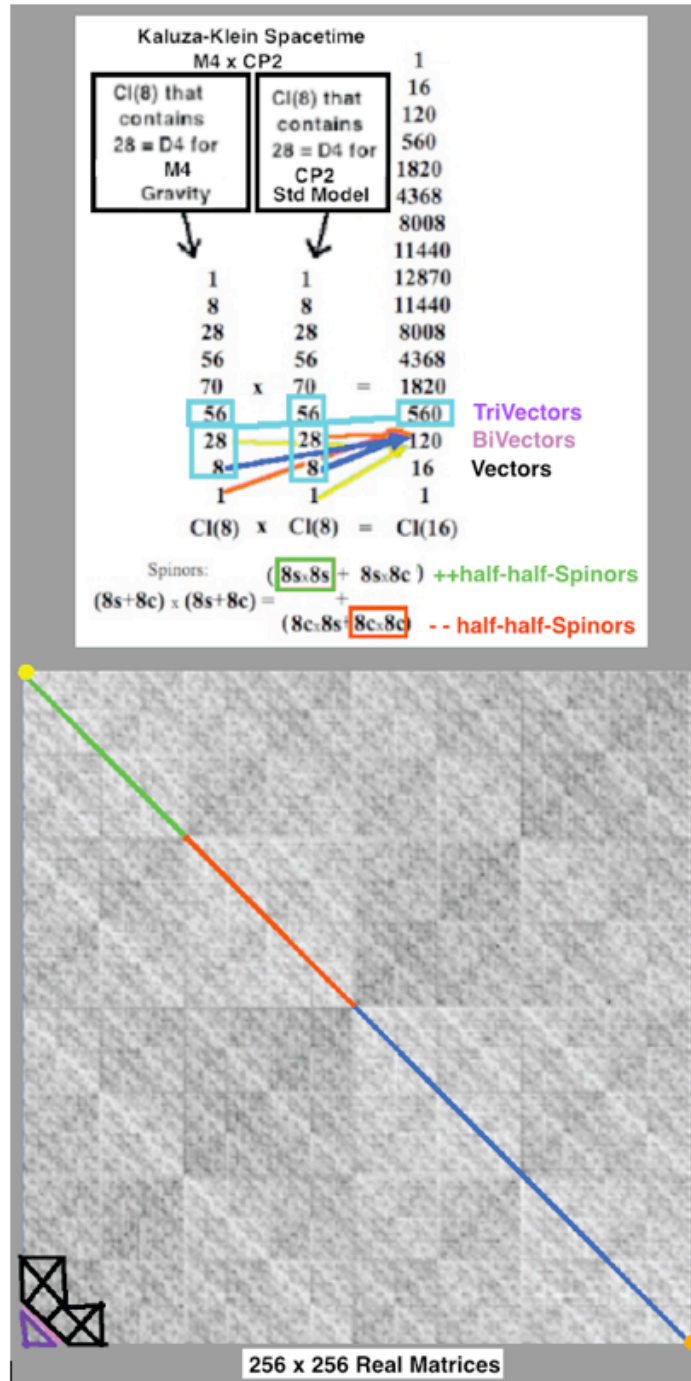 Kaluza-Klein Spacetime
M4 x CP2
Cl(8) that
contains
28 = D4 for
M4
Gravity
Cl(8) that
contains
28 = D4 for
CP2
Std Model
1
16
120
560
1820
4368
8008
11440
1 1 12870
8 8 11440
28 28 8008
56 56 4368
70 x 70 = 1820
56 56 560 TriVectors
28 28 120 BiVectors
8 8 16 Vectors
1 1 1
Cl(8) x Cl(8) = Cl(16)
Spinors: (8sx8s + 8sx8c) ++half-half-Spinors
(8s+8c) x (8s+8c) = +
(8cx8s+8cx8c) - - half-half-Spinors
256 x 256 Real Matrices